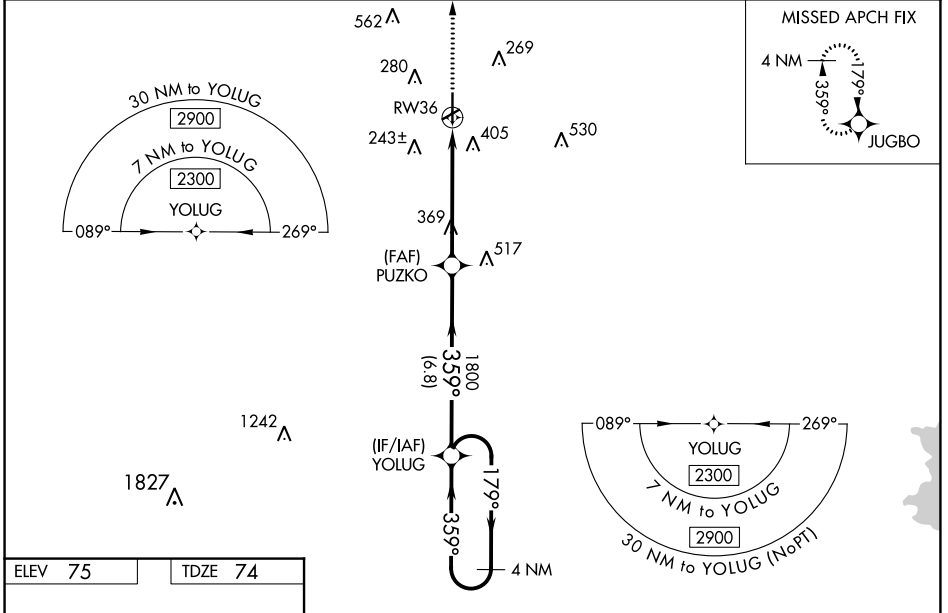 MISSED APCH FIX
4 NM
359°
179°
JUGBO
562
269
280
RW36
243±
405
530
30 NM to YOLUG
2900
7 NM to YOLUG
2300
YOLUG
089°
269°
369
(FAF)
PUZKO
517
1800
359°
(6.8)
1242
1827
(IF/IAF)
YOLUG
179°
359°
4 NM
089°
269°
YOLUG
2300
7 NM to YOLUG
2900
30 NM to YOLUG (NoPT)
ELEV 75
TDZE 74